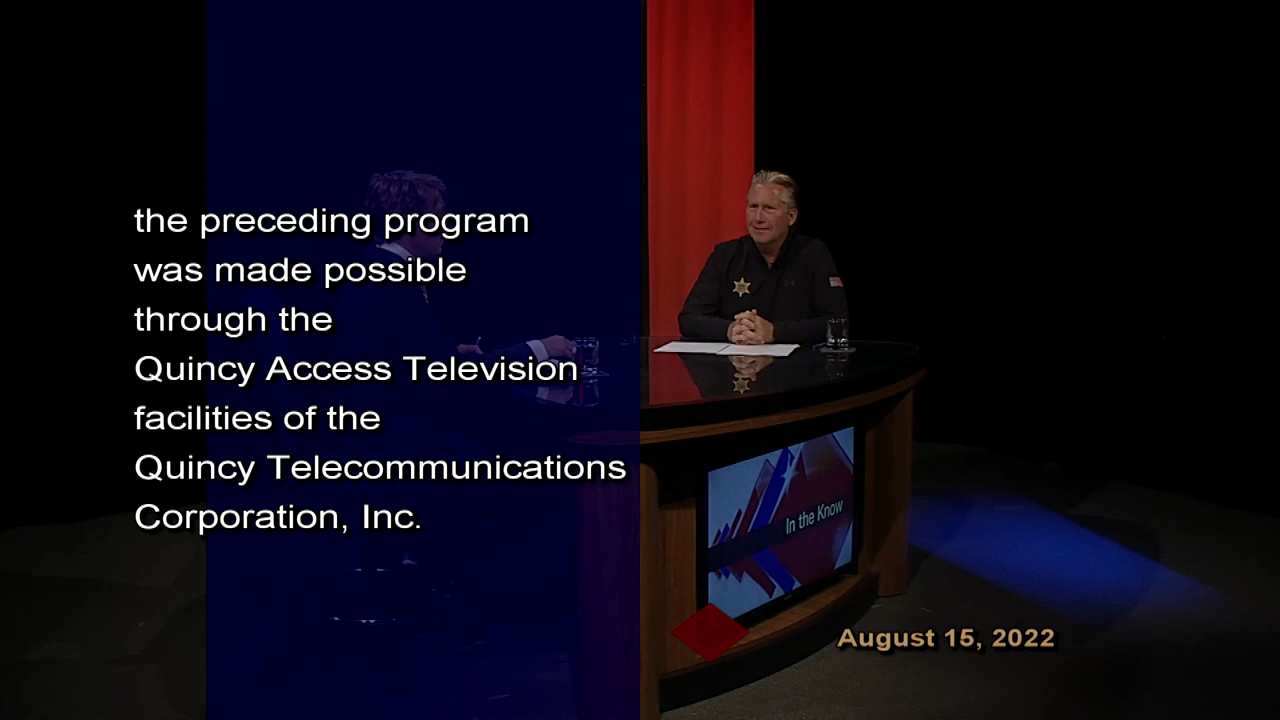 the preceding program
was made possible
through the
Quincy Access Television
facilities of the
Quincy Telecommunications
Corporation, Inc.
In the Know
August 15, 2022